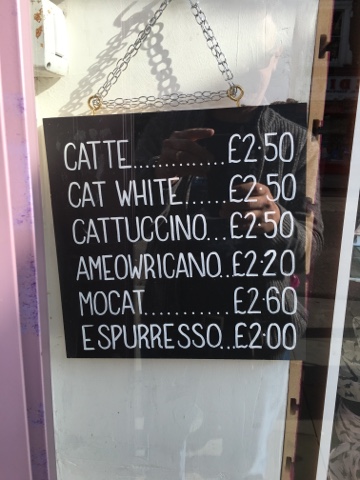 CATTE.............£2·50
CAT WHITE......£2·50
CATTUCCINO...£2·50
AMEOWRICANO..£2·20
MOCAT...........£2·60
ESPURRESSO..£2·00